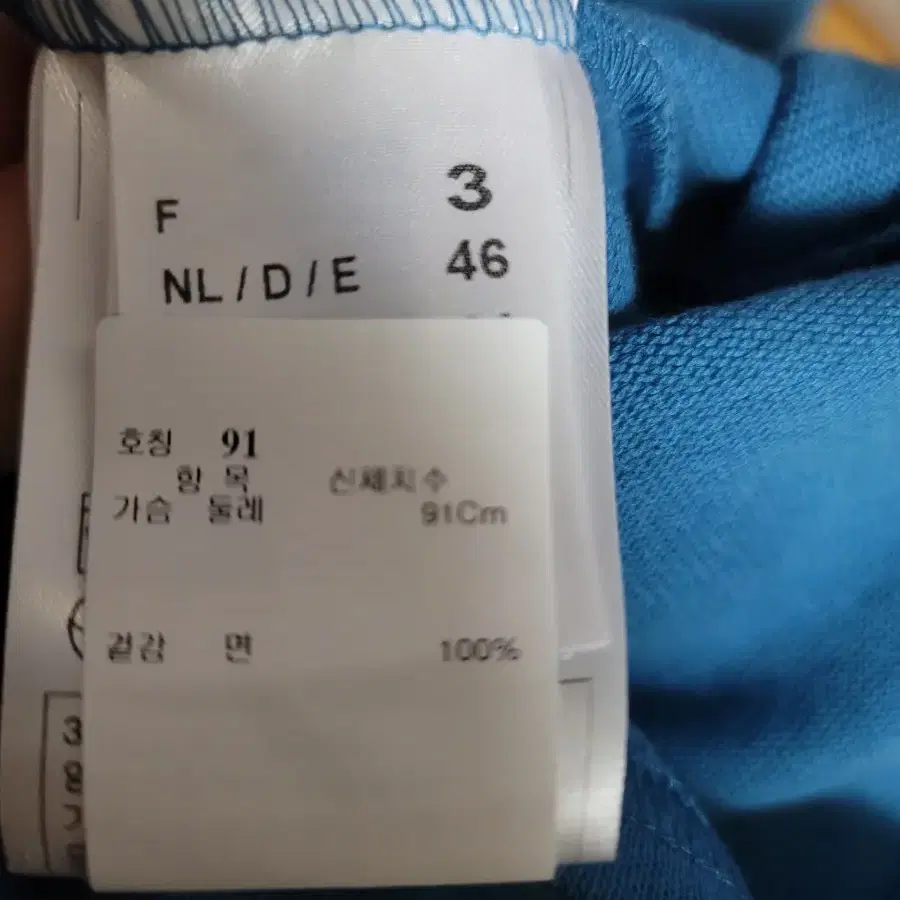 F 3
NL / D / E 46
호칭 91
항 목 신체치수
가슴 둘레 91Cm
겉감 면 100%
3